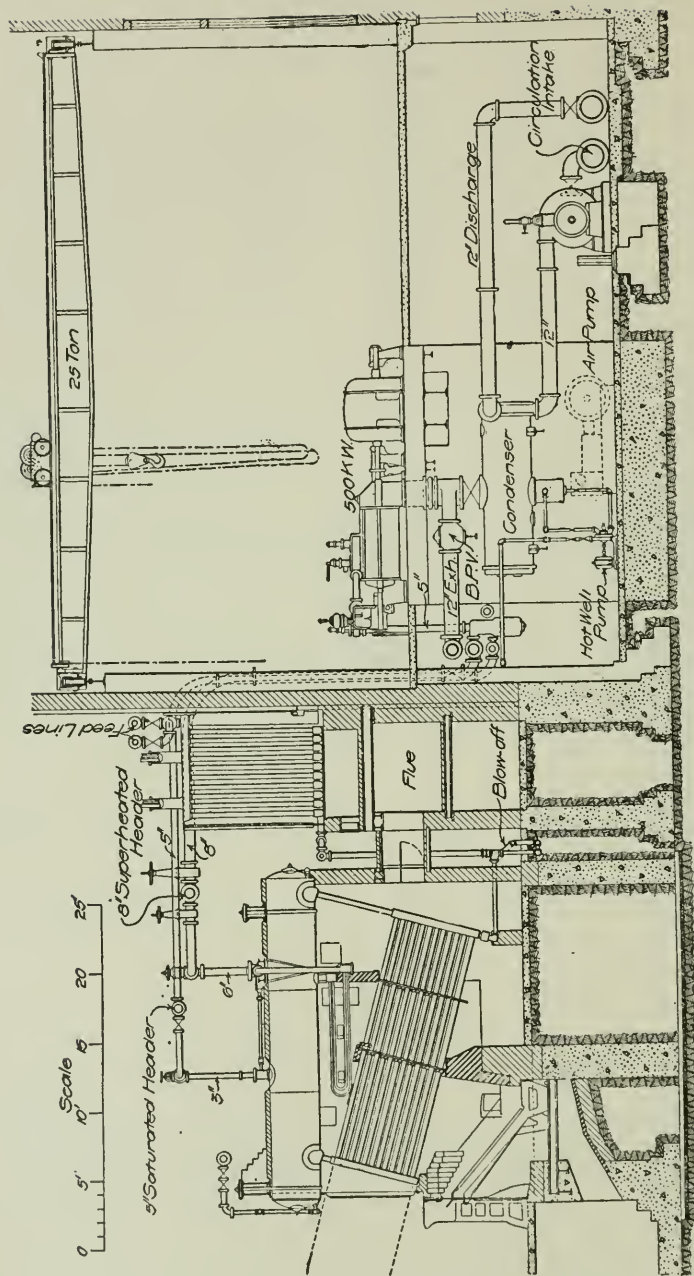 Scale
0 5' 10' 15 20 25'
5" Saturated Header
8" Superheated
Header
Feed Lines
5"
6"
6"
3"
Flue
Blow-off
25 Ton
500 K.W.
5"
12" Exh.
B.P.V.
Condenser
Hot Well
Pump
Air Pump
12"
12" Discharge
Circulation
Intake